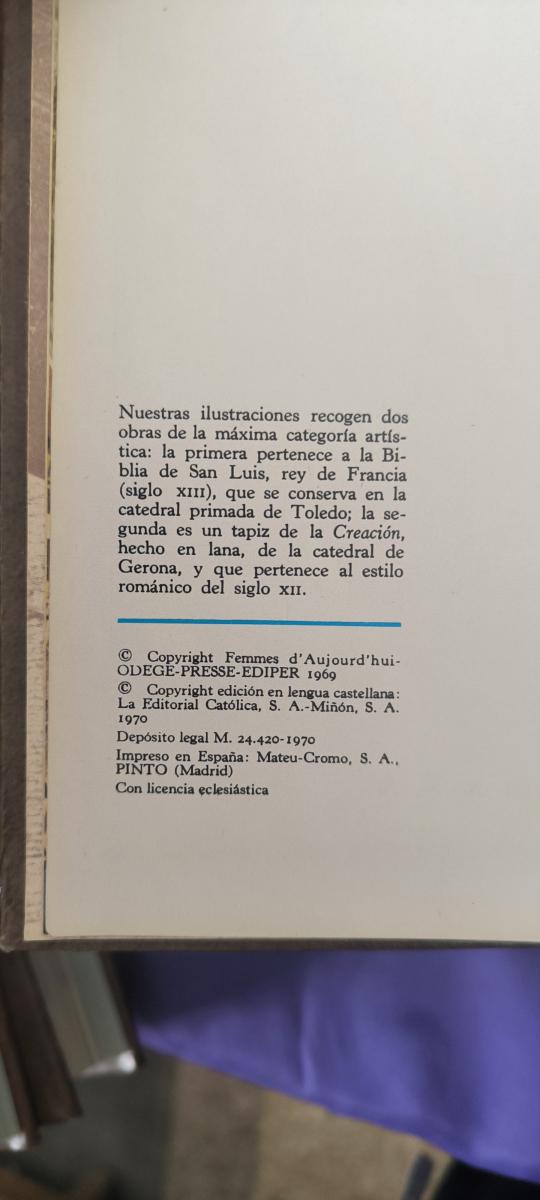 Nuestras ilustraciones recogen dos
obras de la máxima categoría artís-
tica: la primera pertenece a la Bi-
blia de San Luis, rey de Francia
(siglo XIII), que se conserva en la
catedral primada de Toledo; la se-
gunda es un tapiz de la Creación,
hecho en lana, de la catedral de
Gerona, y que pertenece al estilo
románico del siglo XII.
© Copyright Femmes d'Aujourd'hui-
ODEGE-PRESSE-EDIPER 1969
© Copyright edición en lengua castellana:
La Editorial Católica, S. A.-Miñón, S. A.
1970
Depósito legal M. 24.420-1970
Impreso en España: Mateu-Cromo, S. A.,
PINTO (Madrid)
Con licencia eclesiástica